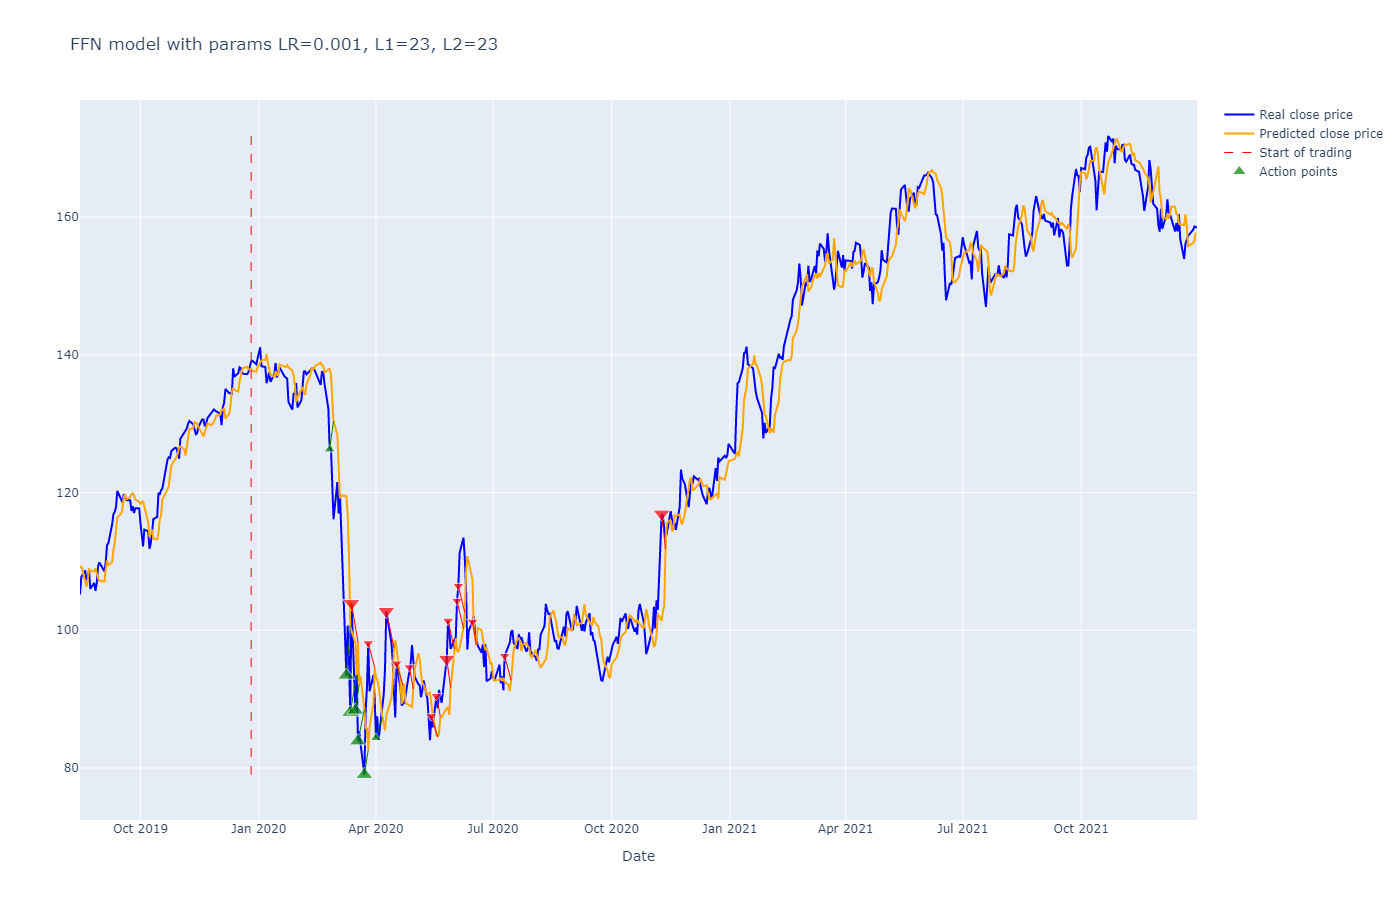 FFN model with params LR=0.001, L1=23, L2=23
Real close price
Predicted close price
Start of trading
Action points
160
140
120
100
80
Oct 2019 Jan 2020 Apr 2020 Jul 2020 Oct 2020 Jan 2021 Apr 2021 Jul 2021 Oct 2021
Date